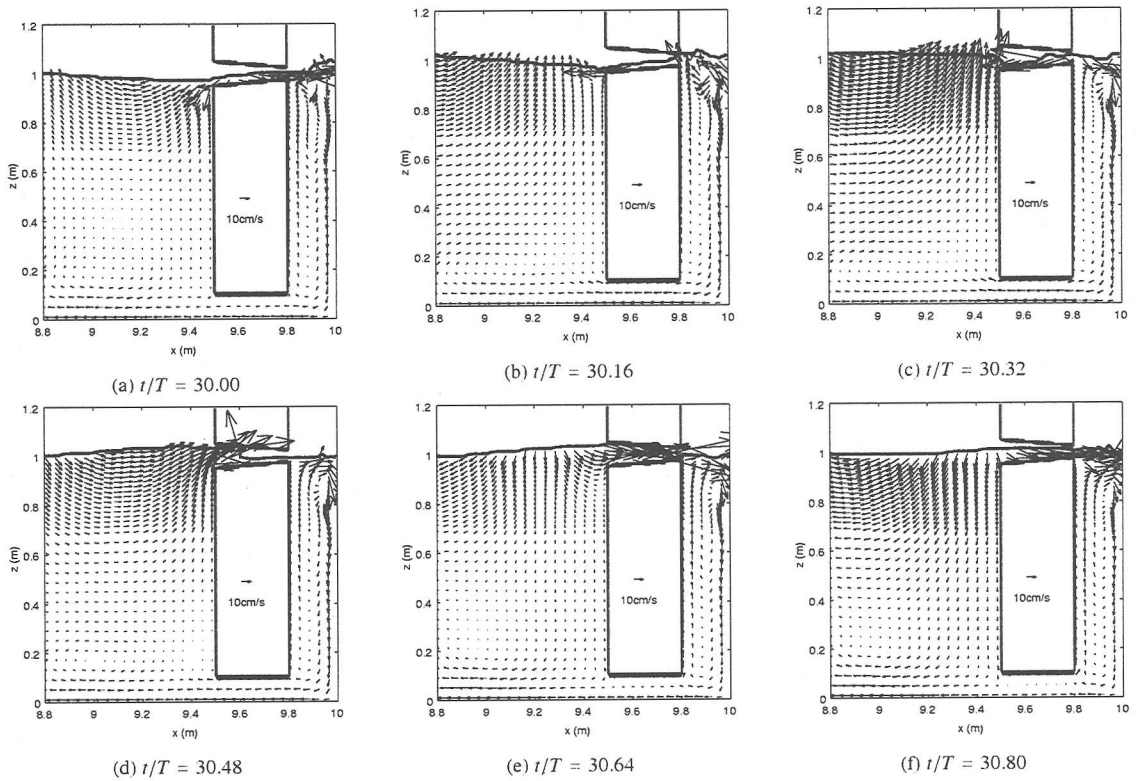 1.2
1
0.8
z (m)
0.6
0.4
0.2
0
10cm/s
8.8 9 9.2 9.4 9.6 9.8 10
x (m)
(a) t/T = 30.00
1.2
1
0.8
z (m)
0.6
0.4
0.2
0
10cm/s
8.8 9 9.2 9.4 9.6 9.8 10
x (m)
(b) t/T = 30.16
1.2
1
0.8
z (m)
0.6
0.4
0.2
0
10cm/s
8.8 9 9.2 9.4 9.6 9.8 10
x (m)
(c) t/T = 30.32
1.2
1
0.8
z (m)
0.6
0.4
0.2
0
10cm/s
8.8 9 9.2 9.4 9.6 9.8 10
x (m)
(d) t/T = 30.48
1.2
1
0.8
z (m)
0.6
0.4
0.2
0
10cm/s
8.8 9 9.2 9.4 9.6 9.8 10
x (m)
(e) t/T = 30.64
1.2
1
0.8
z (m)
0.6
0.4
0.2
0
10cm/s
8.8 9 9.2 9.4 9.6 9.8 10
x (m)
(f) t/T = 30.80